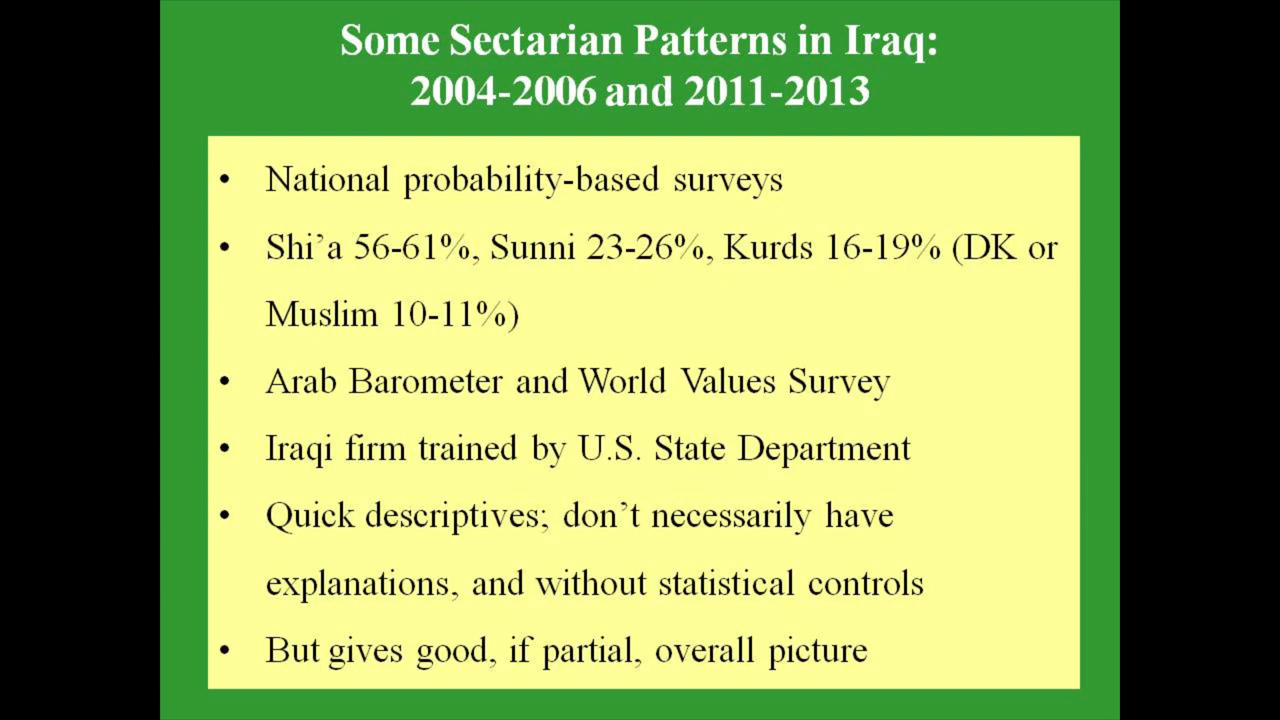 Some Sectarian Patterns in Iraq:
2004-2006 and 2011-2013
• National probability-based surveys
• Shi’a 56-61%, Sunni 23-26%, Kurds 16-19% (DK or
Muslim 10-11%)
• Arab Barometer and World Values Survey
• Iraqi firm trained by U.S. State Department
• Quick descriptives; don’t necessarily have
explanations, and without statistical controls
• But gives good, if partial, overall picture